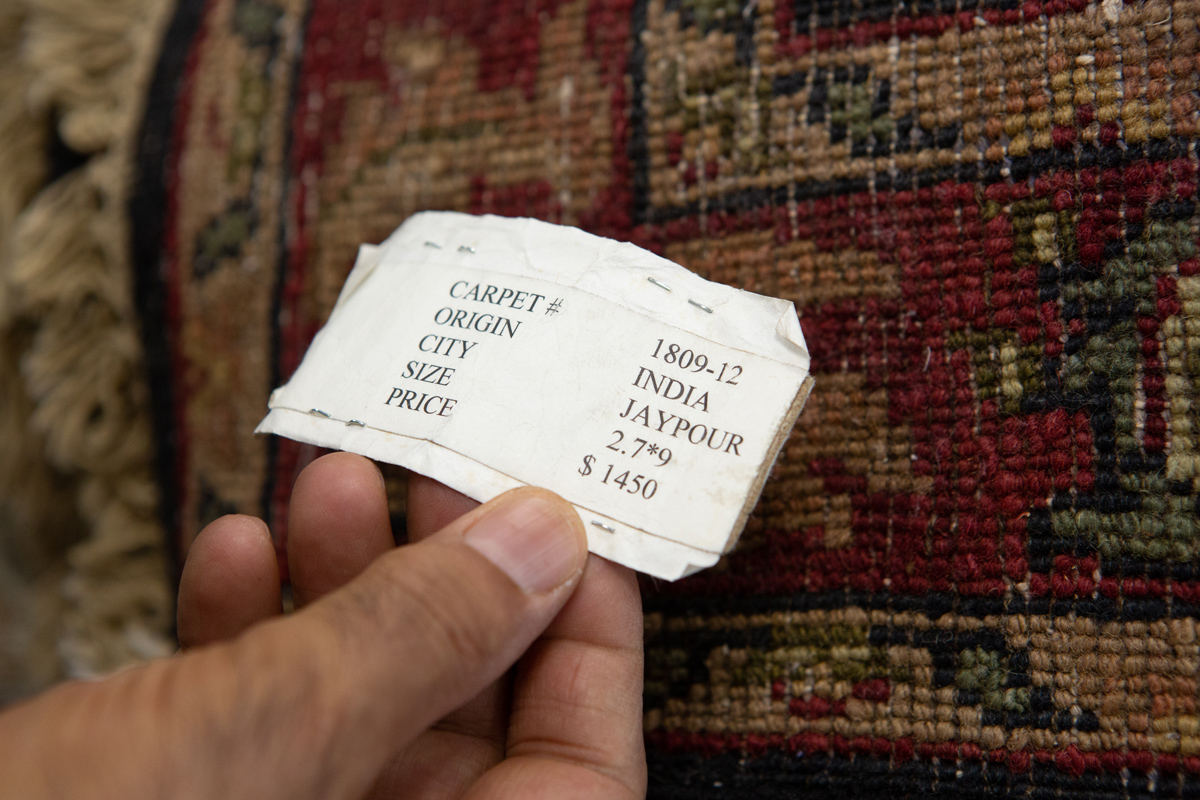 CARPET # 1809-12
ORIGIN INDIA
CITY JAYPOUR
SIZE 2.7*9
PRICE $ 1450